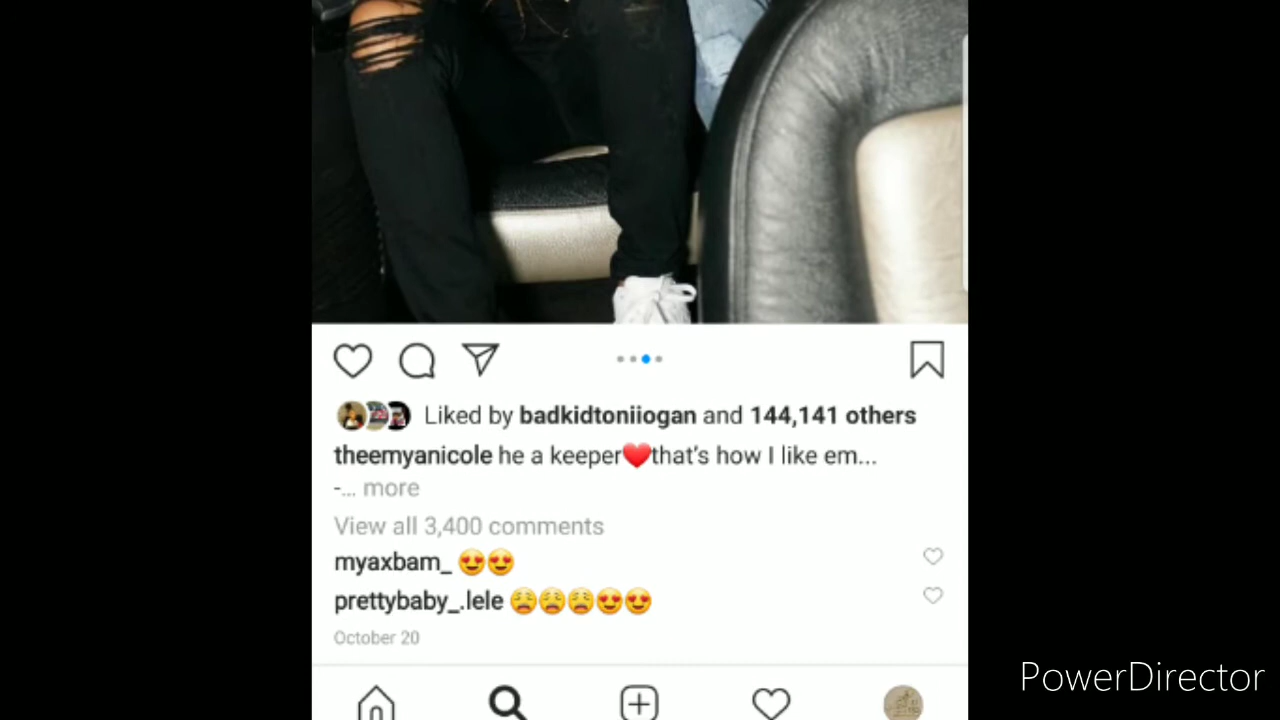 Liked by badkidtoniiogan and 144,141 others
theemyanicole he a keeper❤️that's how I like em...
-... more
View all 3,400 comments
myaxbam_ 😍😍
prettybaby_.lele 😩😩😩😍😍
October 20
PowerDirector